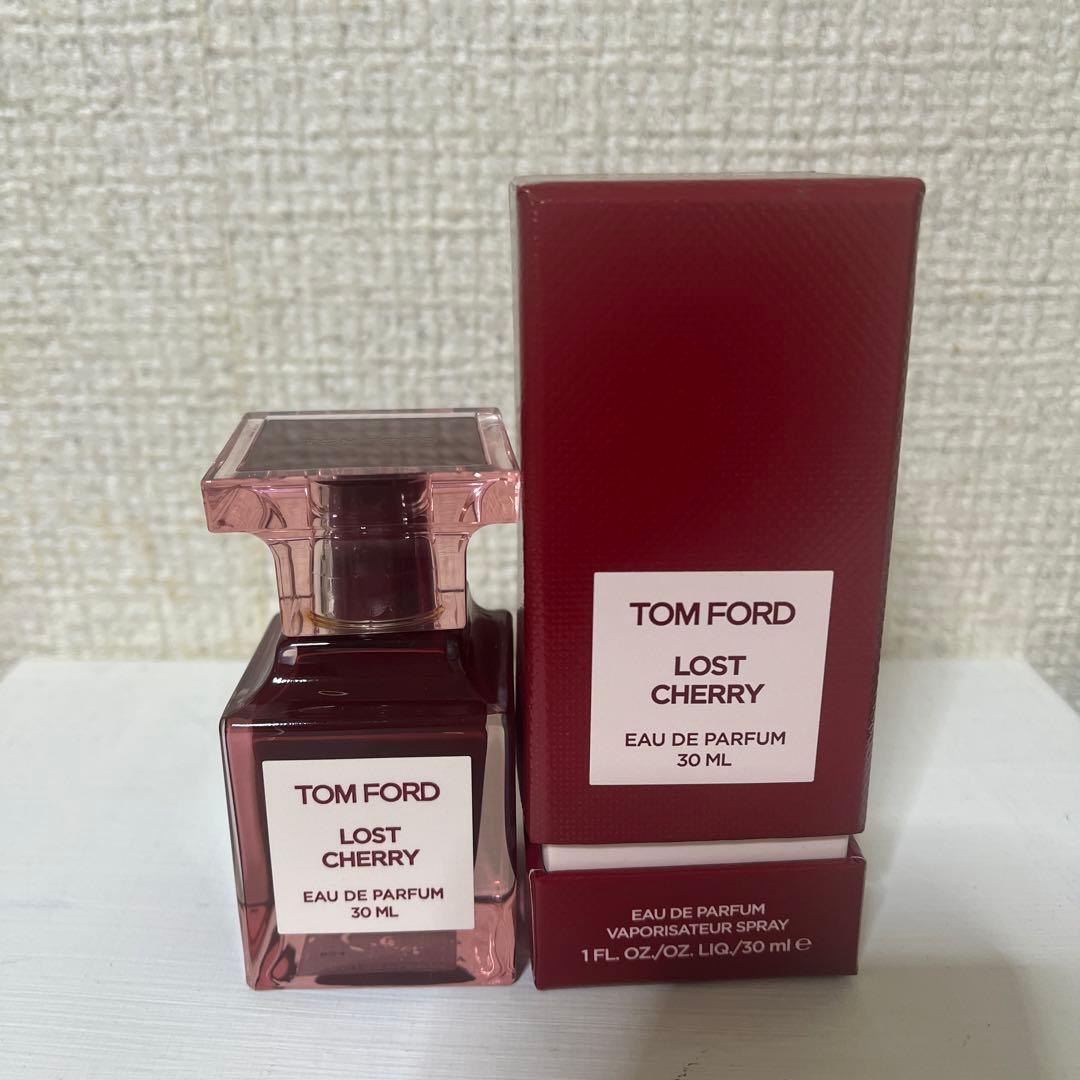 TOM FORD
LOST
CHERRY
EAU DE PARFUM
30 ML
TOM FORD
LOST
CHERRY
EAU DE PARFUM
30 ML
EAU DE PARFUM
VAPORISATEUR SPRAY
1 FL. OZ./OZ. LIQ./30 ml ℮